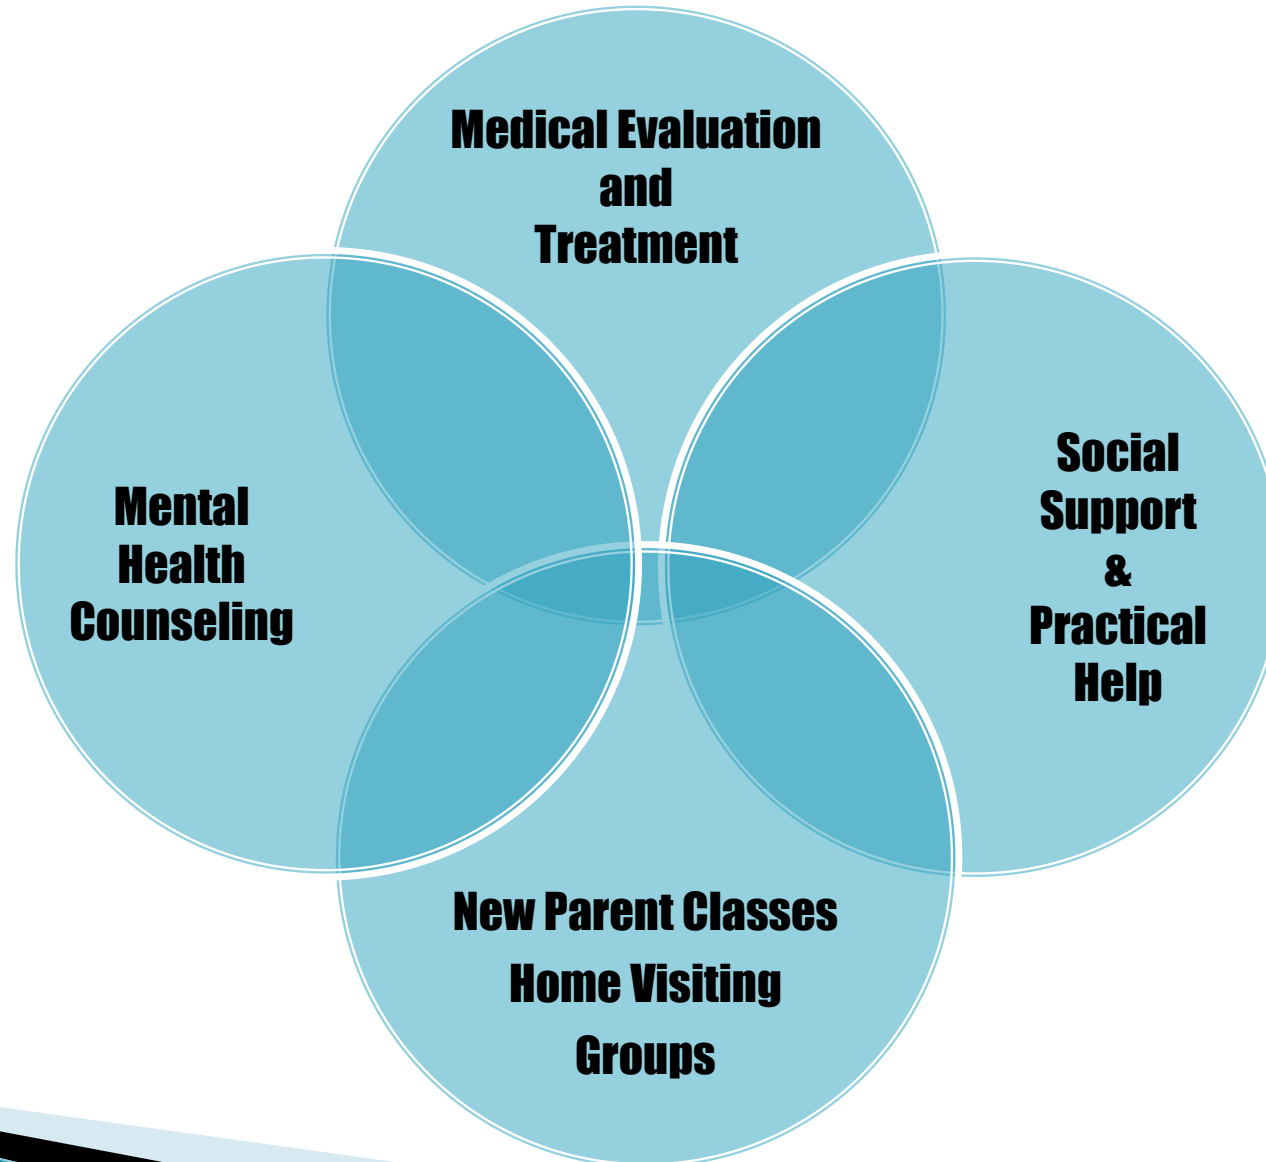 Medical Evaluation
and
Treatment
Mental
Health
Counseling
Social
Support
&
Practical
Help
New Parent Classes
Home Visiting
Groups